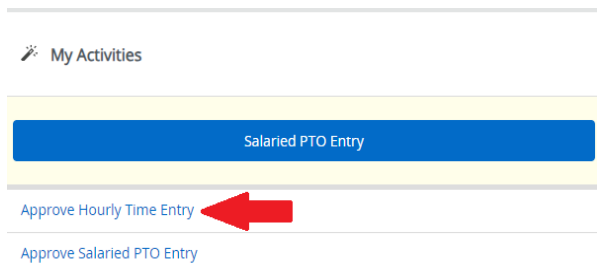 My Activities
Salaried PTO Entry
Approve Hourly Time Entry
Approve Salaried PTO Entry